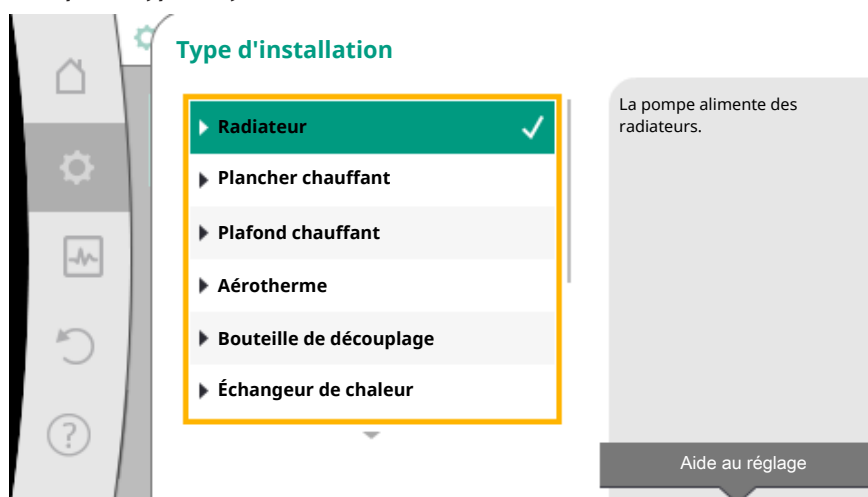 Type d'installation
Radiateur
Plancher chauffant
Plafond chauffant
Aérotherme
Bouteille de découplage
Échangeur de chaleur
La pompe alimente des
radiateurs.
Aide au réglage